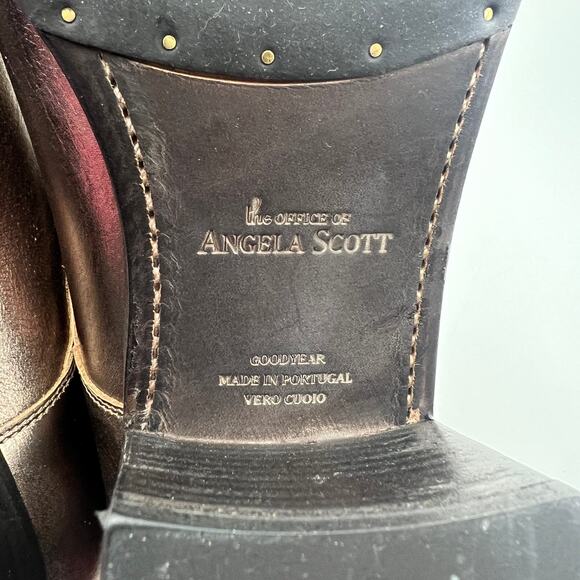 the OFFICE OF
ANGELA SCOTT
GOODYEAR
MADE IN PORTUGAL
VERO CUOIO